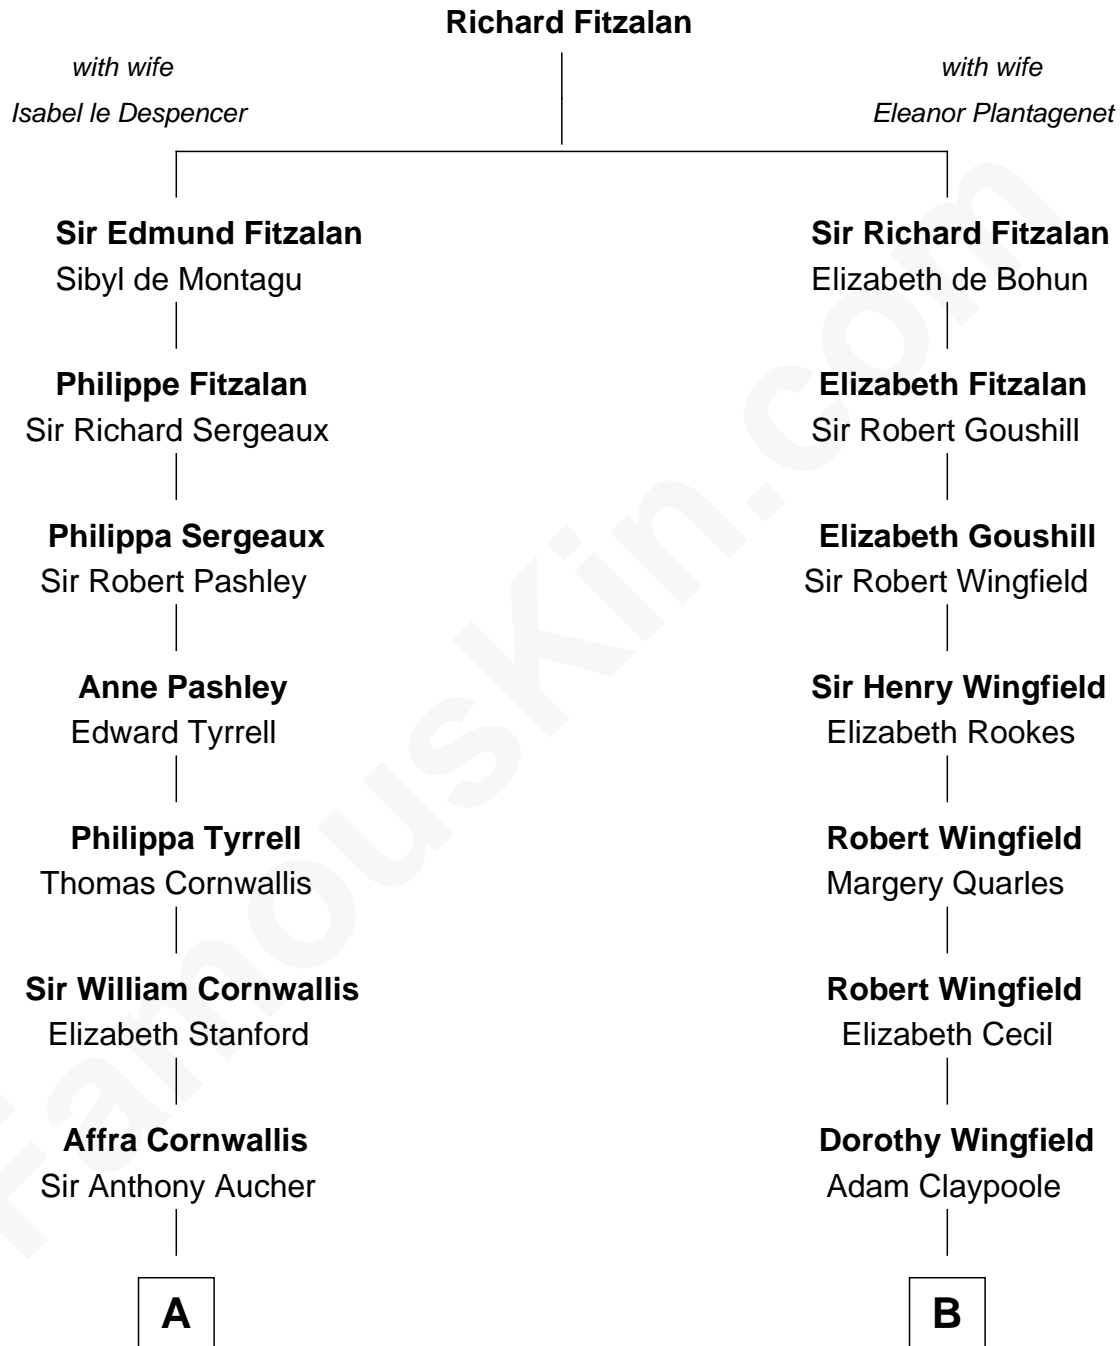 Richard Fitzalan
with wife
Isabel le Despencer
with wife
Eleanor Plantagenet
Sir Edmund Fitzalan
Sibyl de Montagu
Philippe Fitzalan
Sir Richard Sergeaux
Philippa Sergeaux
Sir Robert Pashley
Anne Pashley
Edward Tyrrell
Philippa Tyrrell
Thomas Cornwallis
Sir William Cornwallis
Elizabeth Stanford
Affra Cornwallis
Sir Anthony Aucher
A
Sir Richard Fitzalan
Elizabeth de Bohun
Elizabeth Fitzalan
Sir Robert Goushill
Elizabeth Goushill
Sir Robert Wingfield
Sir Henry Wingfield
Elizabeth Rookes
Robert Wingfield
Margery Quarles
Robert Wingfield
Elizabeth Cecil
Dorothy Wingfield
Adam Claypoole
B
FamousKin.com